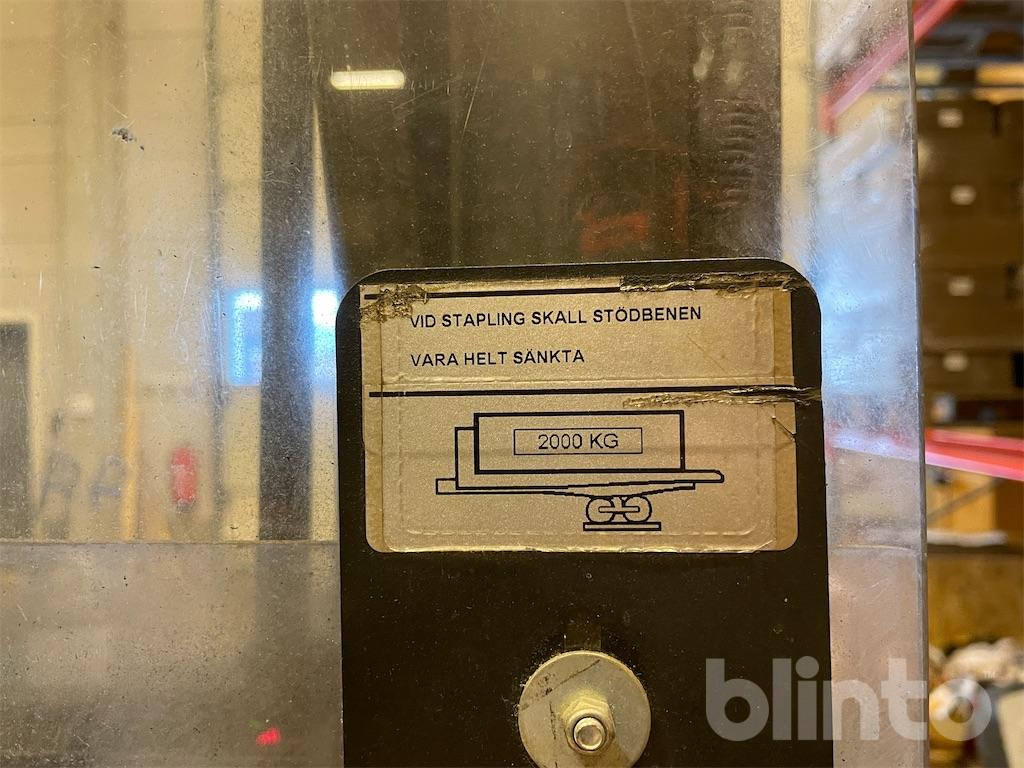 VID STAPLING SKALL STÖDBENEN
VARA HELT SÄNKTA
2000 KG
blinto